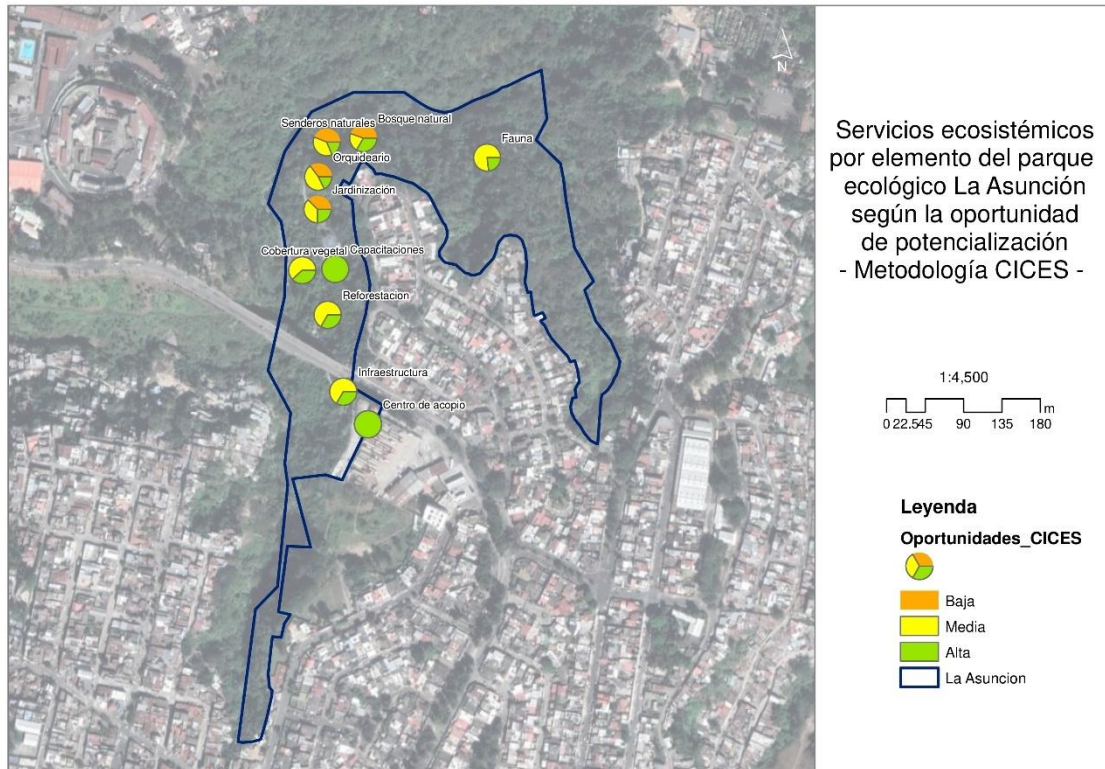 N
Senderos naturales
Bosque natural
Orquideario
Fauna
Jardinización
Cobertura vegetal
Capacitaciones
Reforestacion
Infraestructura
Centro de acopio
Servicios ecosistémicos
por elemento del parque
ecológico La Asunción
según la oportunidad
de potencialización
- Metodología CICES -
1:4,500
0 22.545 90 135 180
m
Leyenda
Oportunidades_CICES
Baja
Media
Alta
La Asuncion